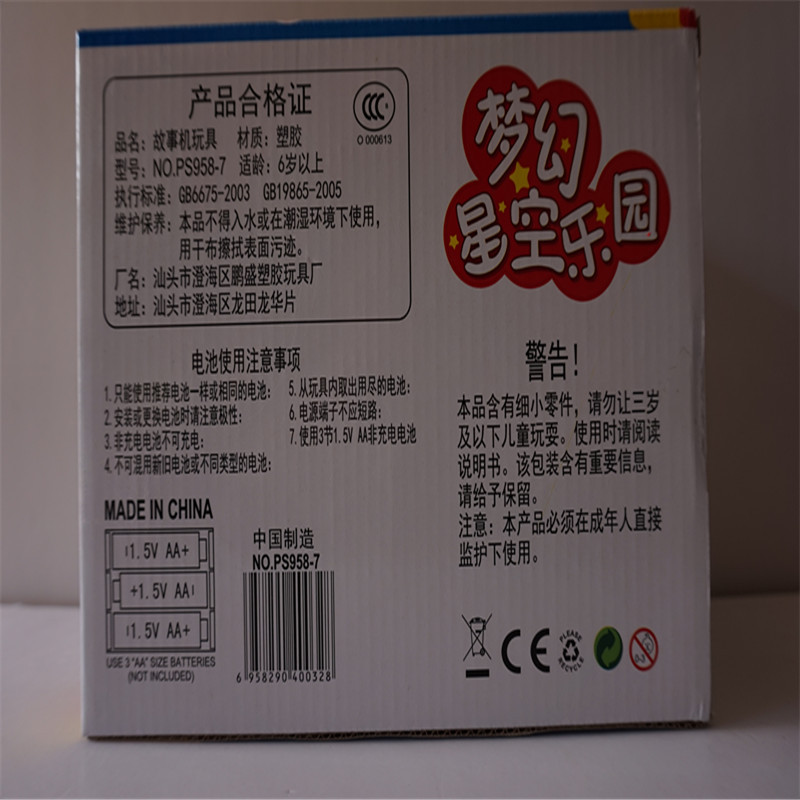 产品合格证
CCC
O 000613
品名：故事机玩具 材质：塑胶
型号：NO.PS958-7 适龄：6岁以上
执行标准：GB6675-2003 GB19865-2005
维护保养：本品不得入水或在潮湿环境下使用，
用干布擦拭表面污迹。
厂名：汕头市澄海区鹏盛塑胶玩具厂
地址：汕头市澄海区龙田龙华片
梦幻
星空乐园
电池使用注意事项
1.只能使用推荐电池一样或相同的电池：
2.安装或更换电池时请注意极性：
3.非充电电池不可充电：
4.不可混用新旧电池或不同类型的电池：
5.从玩具内取出用尽的电池：
6.电源端子不应短路：
7.使用3节1.5V AA非充电电池
警告！
本品含有细小零件，请勿让三岁
及以下儿童玩耍。使用时请阅读
说明书。该包装含有重要信息，
请给予保留。
注意：本产品必须在成年人直接
监护下使用。
MADE IN CHINA
1.5V AA+
+1.5V AA
1.5V AA+
USE 3 "AA" SIZE BATTERIES
(NOT INCLUDED)
中国制造
NO.PS958-7
6 958290 400328
CE
PLEASE
RECYCLE
0-3